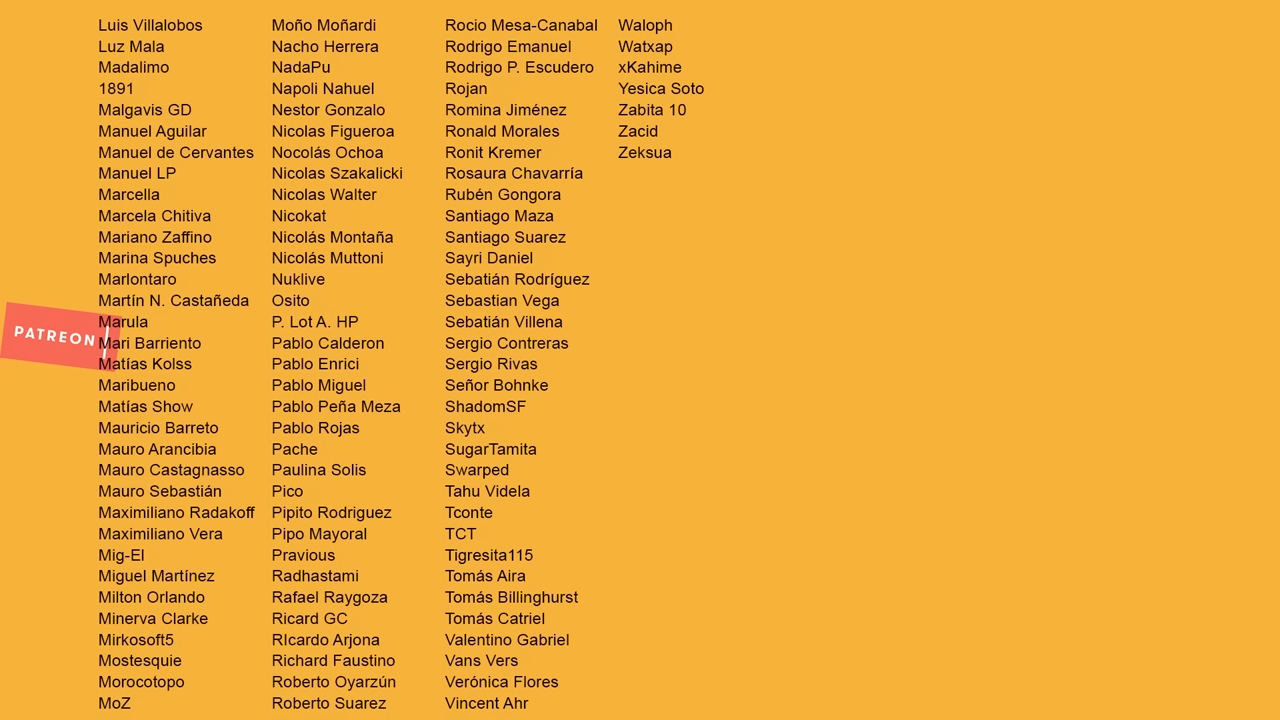 Luis Villalobos
Luz Mala
Madalimo
1891
Malgavis GD
Manuel Aguilar
Manuel de Cervantes
Manuel LP
Marcella
Marcela Chitiva
Mariano Zaffino
Marina Spuches
Marlontaro
Martín N. Castañeda
Marula
Mari Barriento
Matías Kolss
Maribueno
Matías Show
Mauricio Barreto
Mauro Arancibia
Mauro Castagnasso
Mauro Sebastián
Maximiliano Radakoff
Maximiliano Vera
Mig-El
Miguel Martínez
Milton Orlando
Minerva Clarke
Mirkosoft5
Mostesquie
Morocotopo
MoZ
PATREON
Moño Moñardi
Nacho Herrera
NadaPu
Napoli Nahuel
Nestor Gonzalo
Nicolas Figueroa
Nocolás Ochoa
Nicolas Szakalicki
Nicolas Walter
Nicokat
Nicolás Montaña
Nicolás Muttoni
Nuklive
Osito
P. Lot A. HP
Pablo Calderon
Pablo Enrici
Pablo Miguel
Pablo Peña Meza
Pablo Rojas
Pache
Paulina Solis
Pico
Pipito Rodriguez
Pipo Mayoral
Pravious
Radhastami
Rafael Raygoza
Ricard GC
RIcardo Arjona
Richard Faustino
Roberto Oyarzún
Roberto Suarez
Rocio Mesa-Canabal
Rodrigo Emanuel
Rodrigo P. Escudero
Rojan
Romina Jiménez
Ronald Morales
Ronit Kremer
Rosaura Chavarría
Rubén Gongora
Santiago Maza
Santiago Suarez
Sayri Daniel
Sebatián Rodríguez
Sebastian Vega
Sebatián Villena
Sergio Contreras
Sergio Rivas
Señor Bohnke
ShadomSF
Skytx
SugarTamita
Swarped
Tahu Videla
Tconte
TCT
Tigresita115
Tomás Aira
Tomás Billinghurst
Tomás Catriel
Valentino Gabriel
Vans Vers
Verónica Flores
Vincent Ahr
Waloph
Watxap
xKahime
Yesica Soto
Zabita 10
Zacid
Zeksua